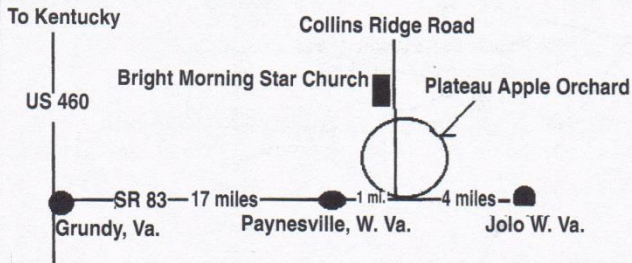 To Kentucky
Collins Ridge Road
Bright Morning Star Church
Plateau Apple Orchard
US 460
SR 83
17 miles
1 mi.
4 miles
Grundy, Va.
Paynesville, W. Va.
Jolo W. Va.